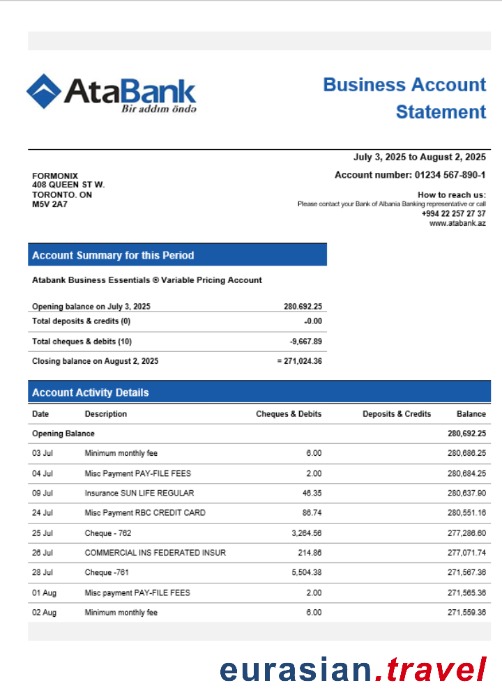 AtaBank
Bir addım öndə
Business Account
Statement
July 3, 2025 to August 2, 2025
Account number: 01234 567-890-1
FORMONIX
408 QUEEN ST W.
TORONTO. ON
M5V 2A7
How to reach us:
Please contact your Bank of Albania Banking representative or call
+994 22 257 27 37
www.atabank.az
Account Summary for this Period
Atabank Business Essentials ® Variable Pricing Account
Opening balance on July 3, 2025 280.692.25
Total deposits & credits (0) -0.00
Total cheques & debits (10) -9,667.89
Closing balance on August 2, 2025 = 271,024.36
Account Activity Details
Date Description Cheques & Debits Deposits & Credits Balance
Opening Balance 280,692.25
03 Jul Minimum monthly fee 6.00 280,686.25
04 Jul Misc Payment PAY-FILE FEES 2.00 280,684.25
09 Jul Insurance SUN LIFE REGULAR 46.35 280,637.90
24 Jul Misc Payment RBC CREDIT CARD 86.74 280,551.16
25 Jul Cheque - 762 3,264.56 277,286.60
26 Jul COMMERCIAL INS FEDERATED INSUR 214.86 277,071.74
28 Jul Cheque -761 5,504.38 271,567.36
01 Aug Misc payment PAY-FILE FEES 2.00 271,565.36
02 Aug Minimum monthly fee 6.00 271,559.36
eurasian.travel